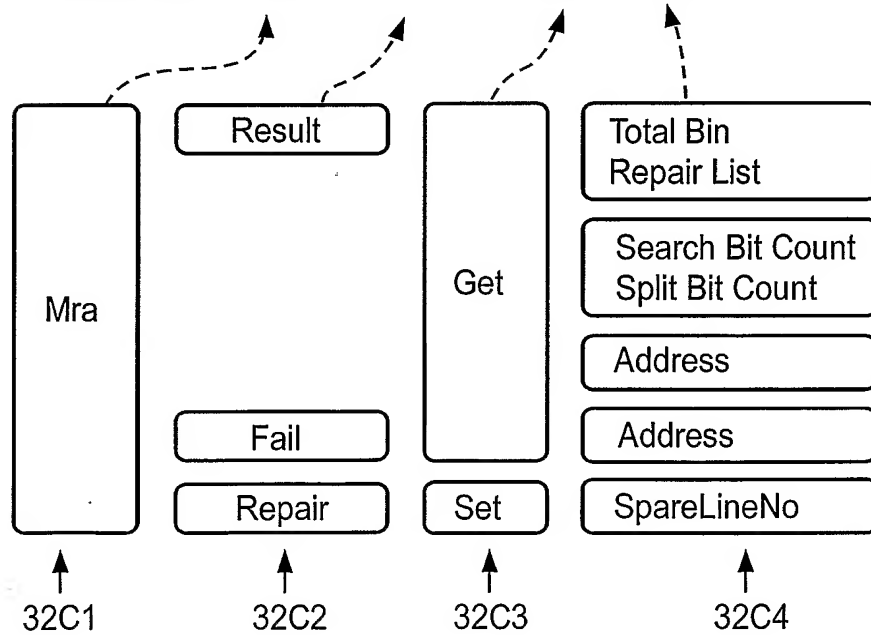 Mra
Result
Fail
Repair
Get
Set
Total Bin
Repair List
Search Bit Count
Split Bit Count
Address
Address
SpareLineNo
32C1
32C2
32C3
32C4